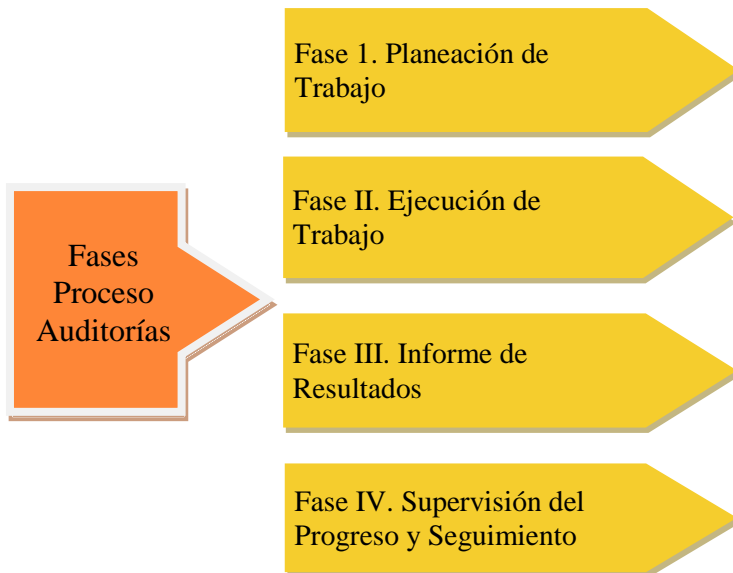 Fase 1. Planeación de
Trabajo
Fase II. Ejecución de
Trabajo
Fases
Proceso
Auditorías
Fase III. Informe de
Resultados
Fase IV. Supervisión del
Progreso y Seguimiento